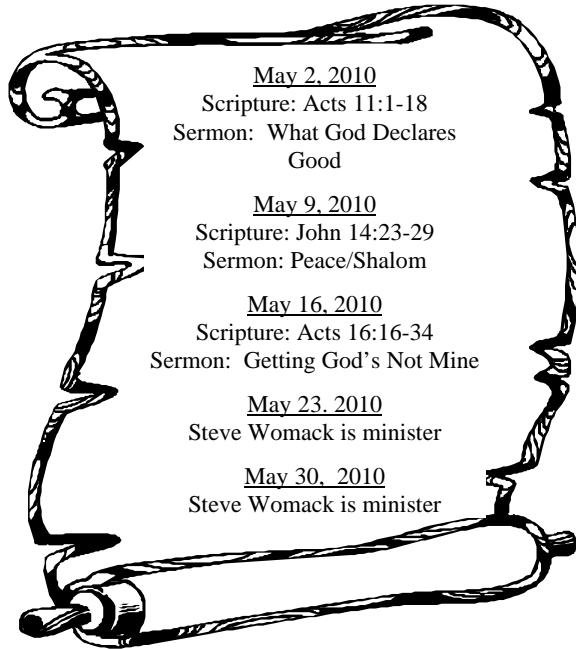 May 2, 2010
Scripture: Acts 11:1-18
Sermon:  What God Declares
Good
May 9, 2010
Scripture: John 14:23-29
Sermon: Peace/Shalom
May 16, 2010
Scripture: Acts 16:16-34
Sermon:  Getting God’s Not Mine
May 23. 2010
Steve Womack is minister
May 30,  2010
Steve Womack is minister